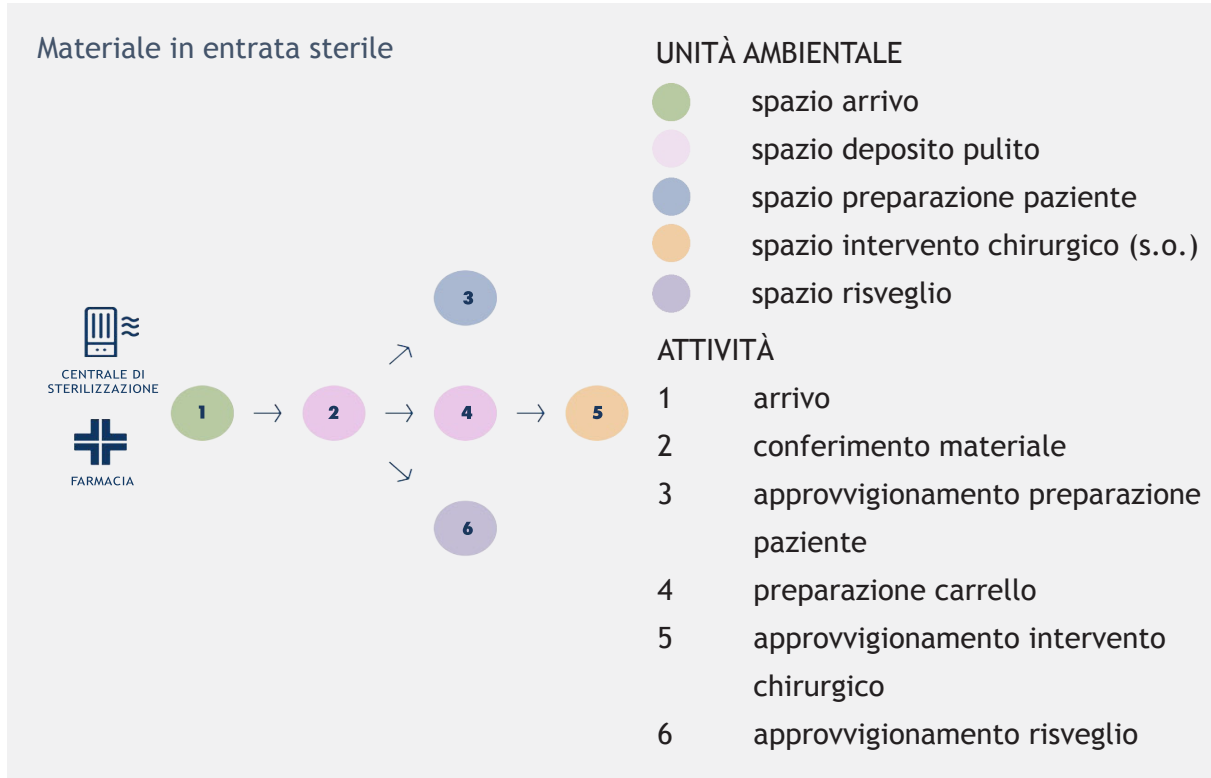 Materiale in entrata sterile
CENTRALE DI
STERILIZZAZIONE
FARMACIA
1
2
3
4
5
6
UNITÀ AMBIENTALE
spazio arrivo
spazio deposito pulito
spazio preparazione paziente
spazio intervento chirurgico (s.o.)
spazio risveglio
ATTIVITÀ
1 arrivo
2 conferimento materiale
3 approvvigionamento preparazione
paziente
4 preparazione carrello
5 approvvigionamento intervento
chirurgico
6 approvvigionamento risveglio